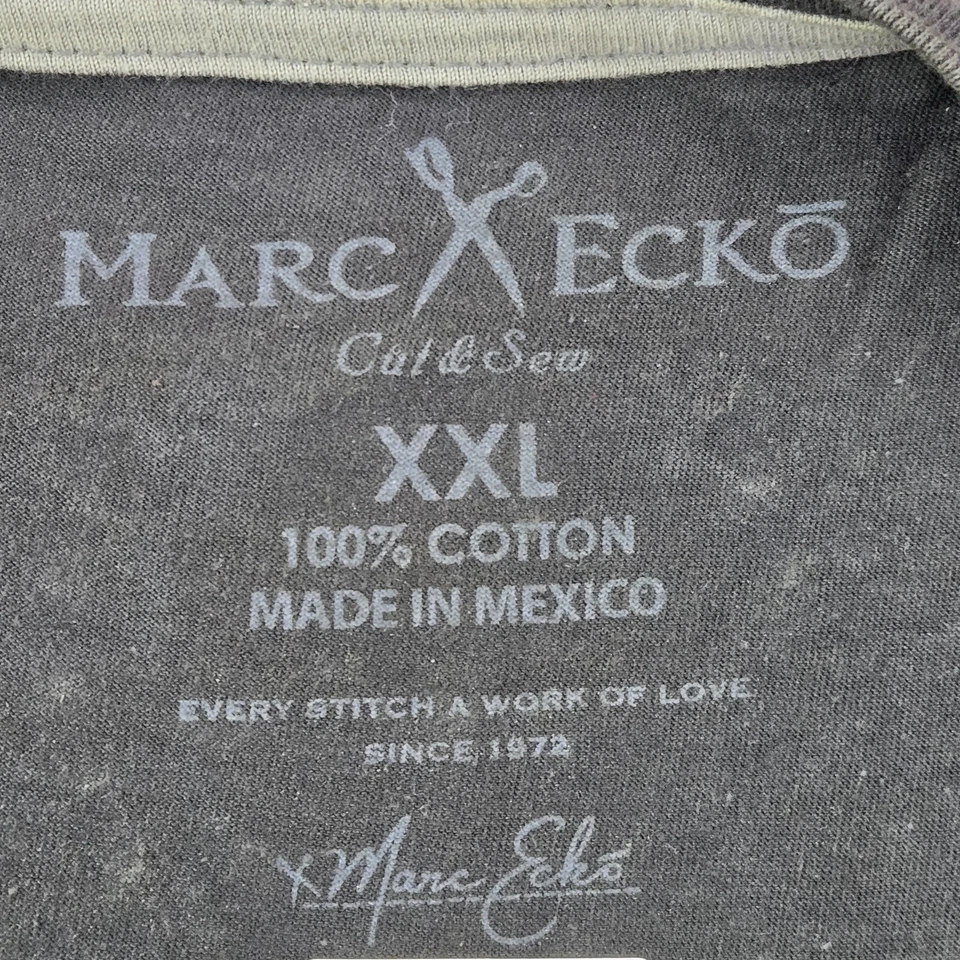 MARC ECKŌ
Cut & Sew
XXL
100% COTTON
MADE IN MEXICO
EVERY STITCH A WORK OF LOVE
SINCE 1972
x Marc Eckō